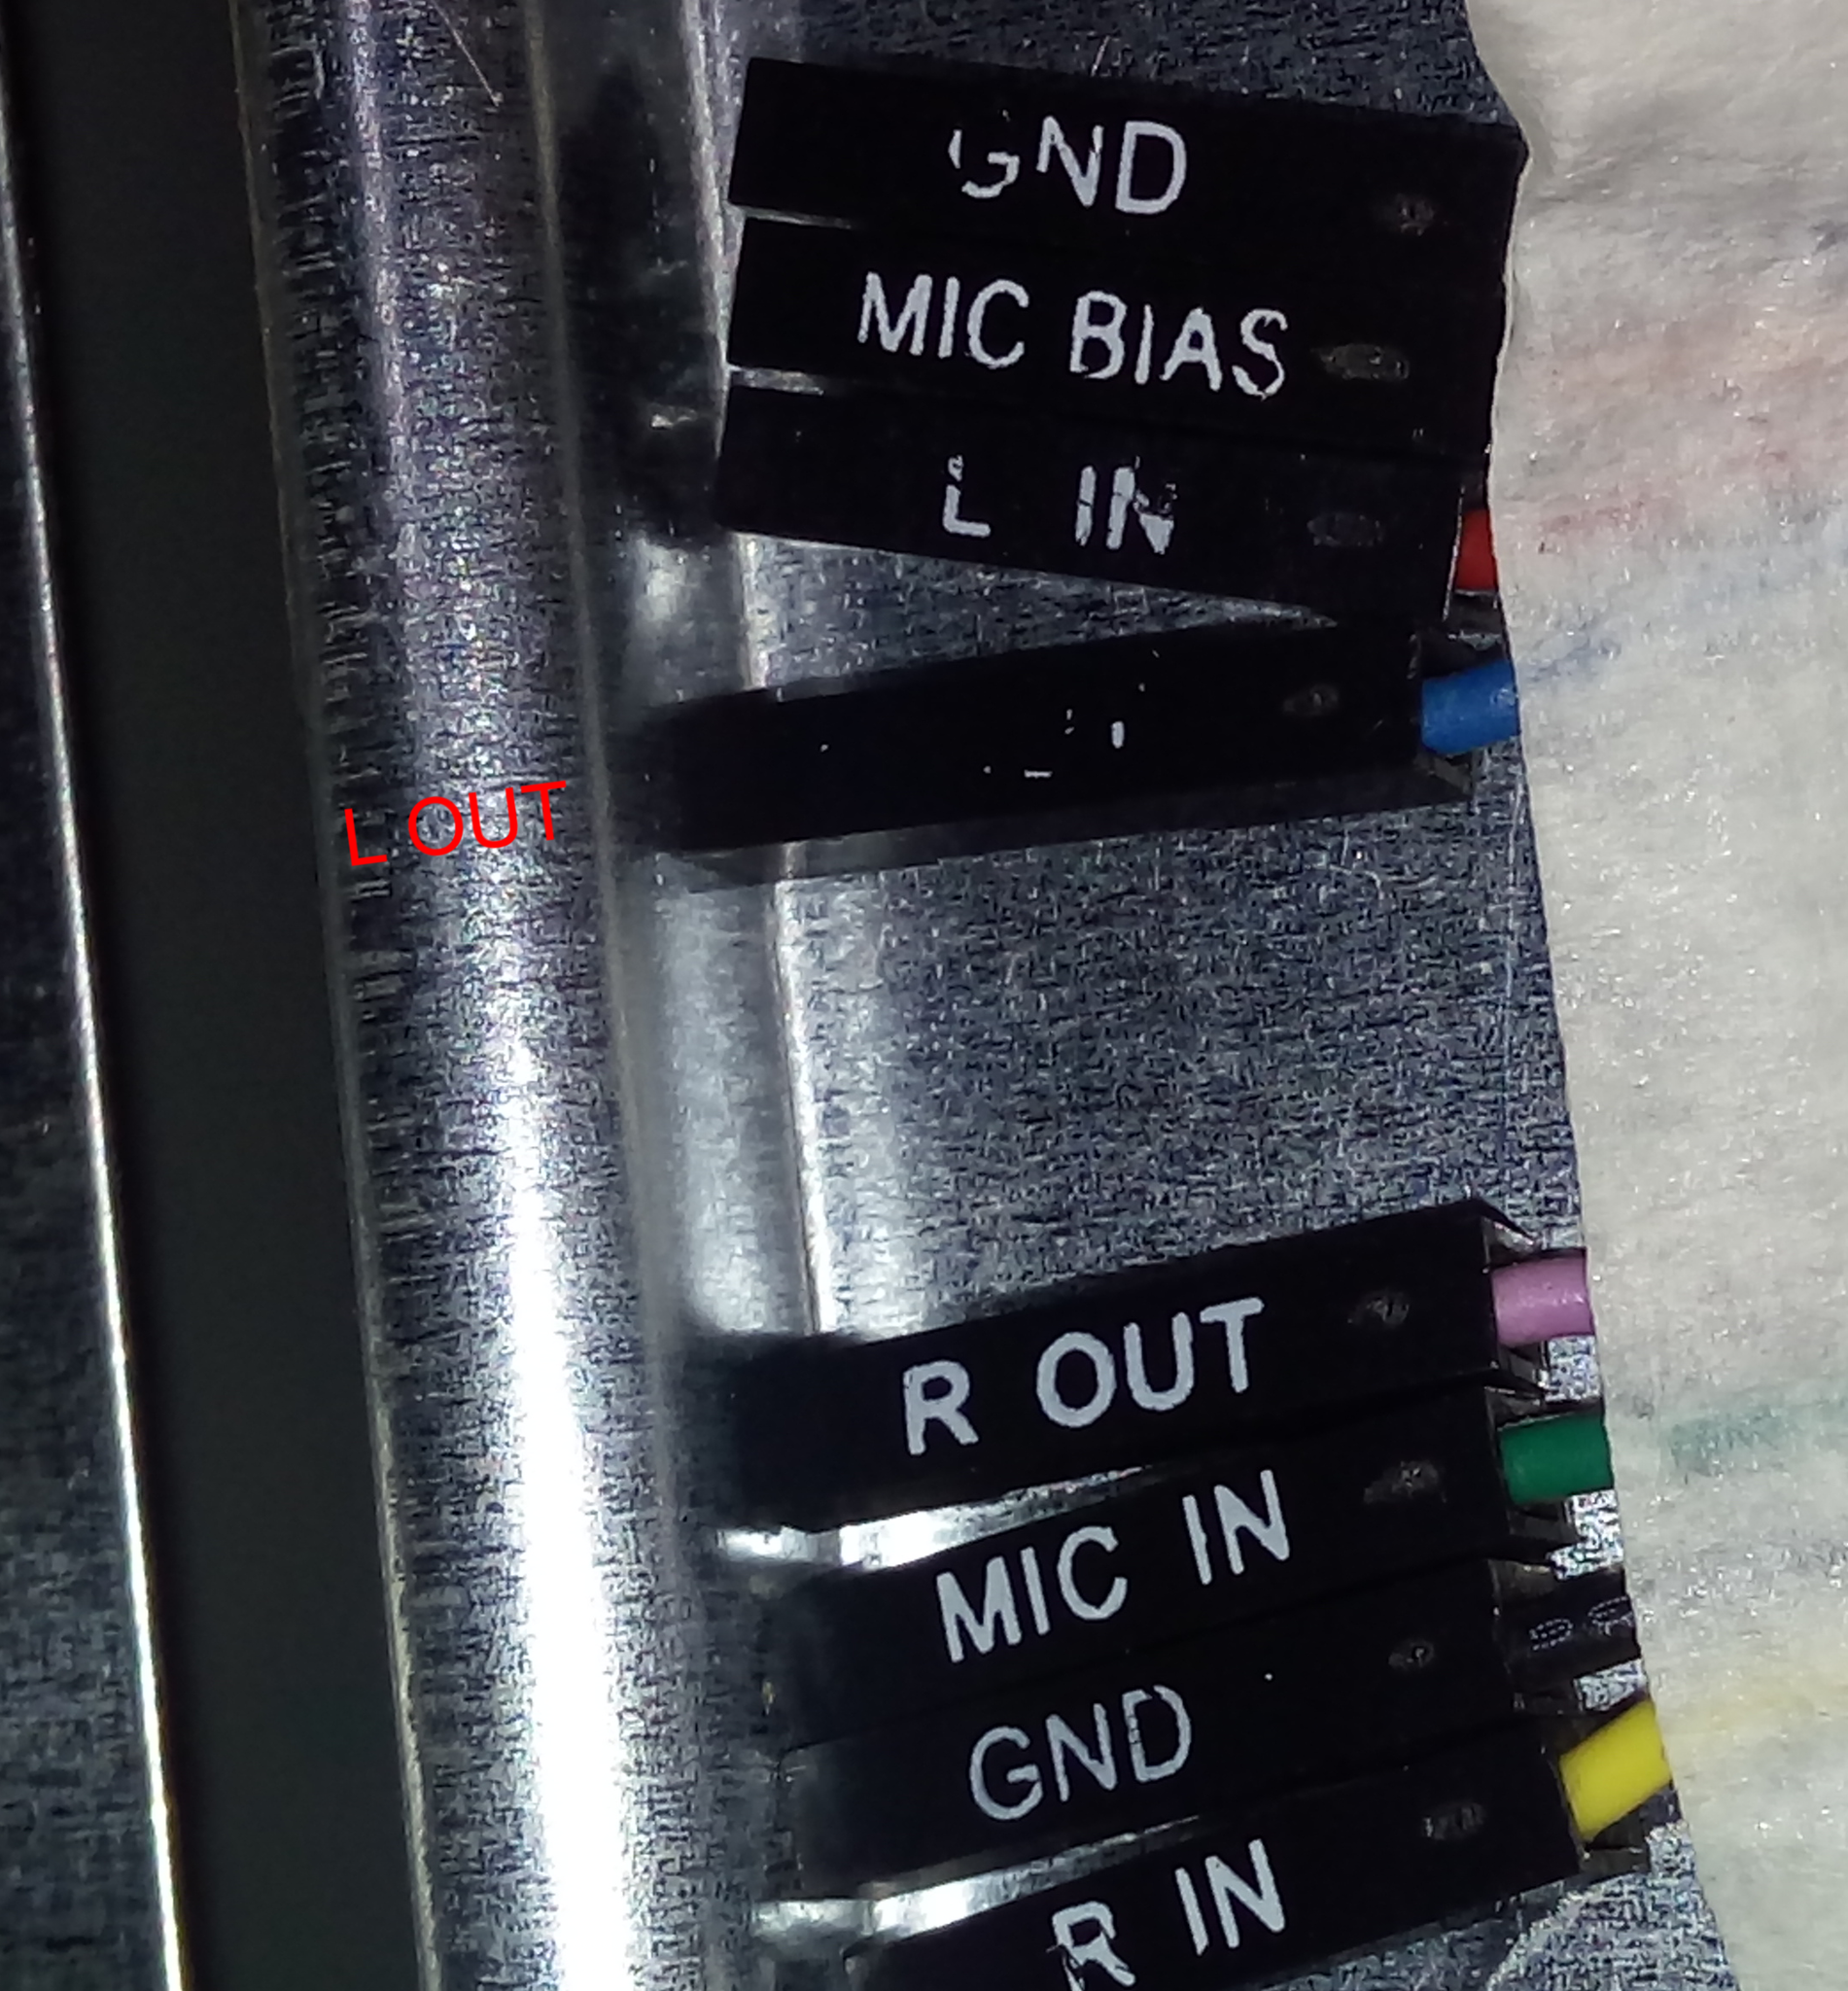 GND
MIC BIAS
L IN
L OUT
R OUT
MIC IN
GND
R IN